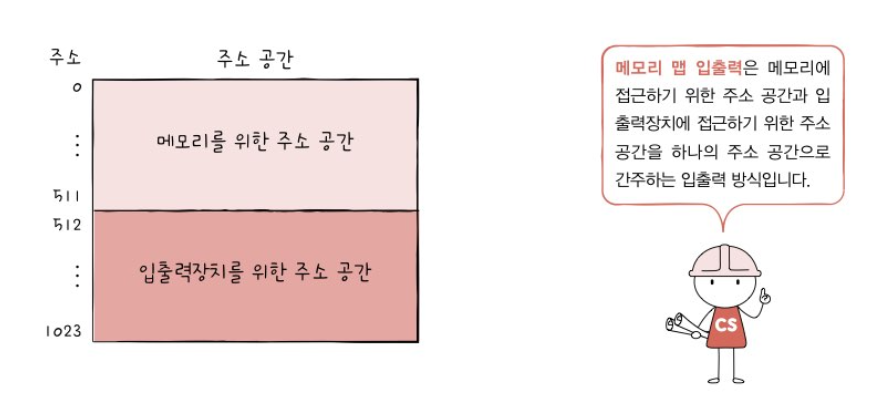 주소
주소 공간
0
⋮
메모리를 위한 주소 공간
511
512
⋮
입출력장치를 위한 주소 공간
1023
메모리 맵 입출력은 메모리에
접근하기 위한 주소 공간과 입
출력장치에 접근하기 위한 주소
공간을 하나의 주소 공간으로
간주하는 입출력 방식입니다.
CS